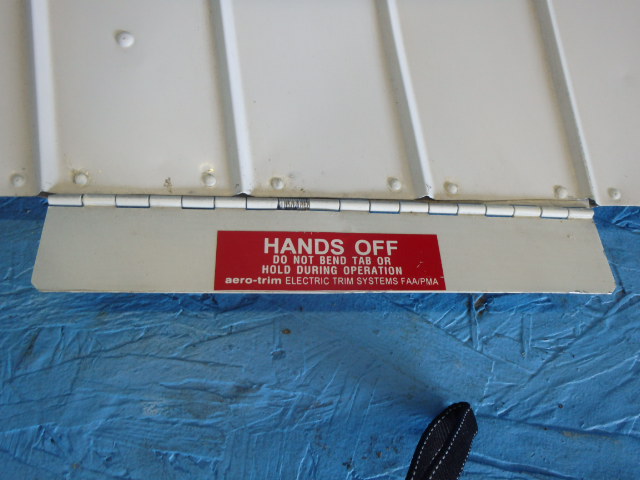 HANDS OFF
DO NOT BEND TAB OR
HOLD DURING OPERATION
aero-trim ELECTRIC TRIM SYSTEMS FAA/PMA